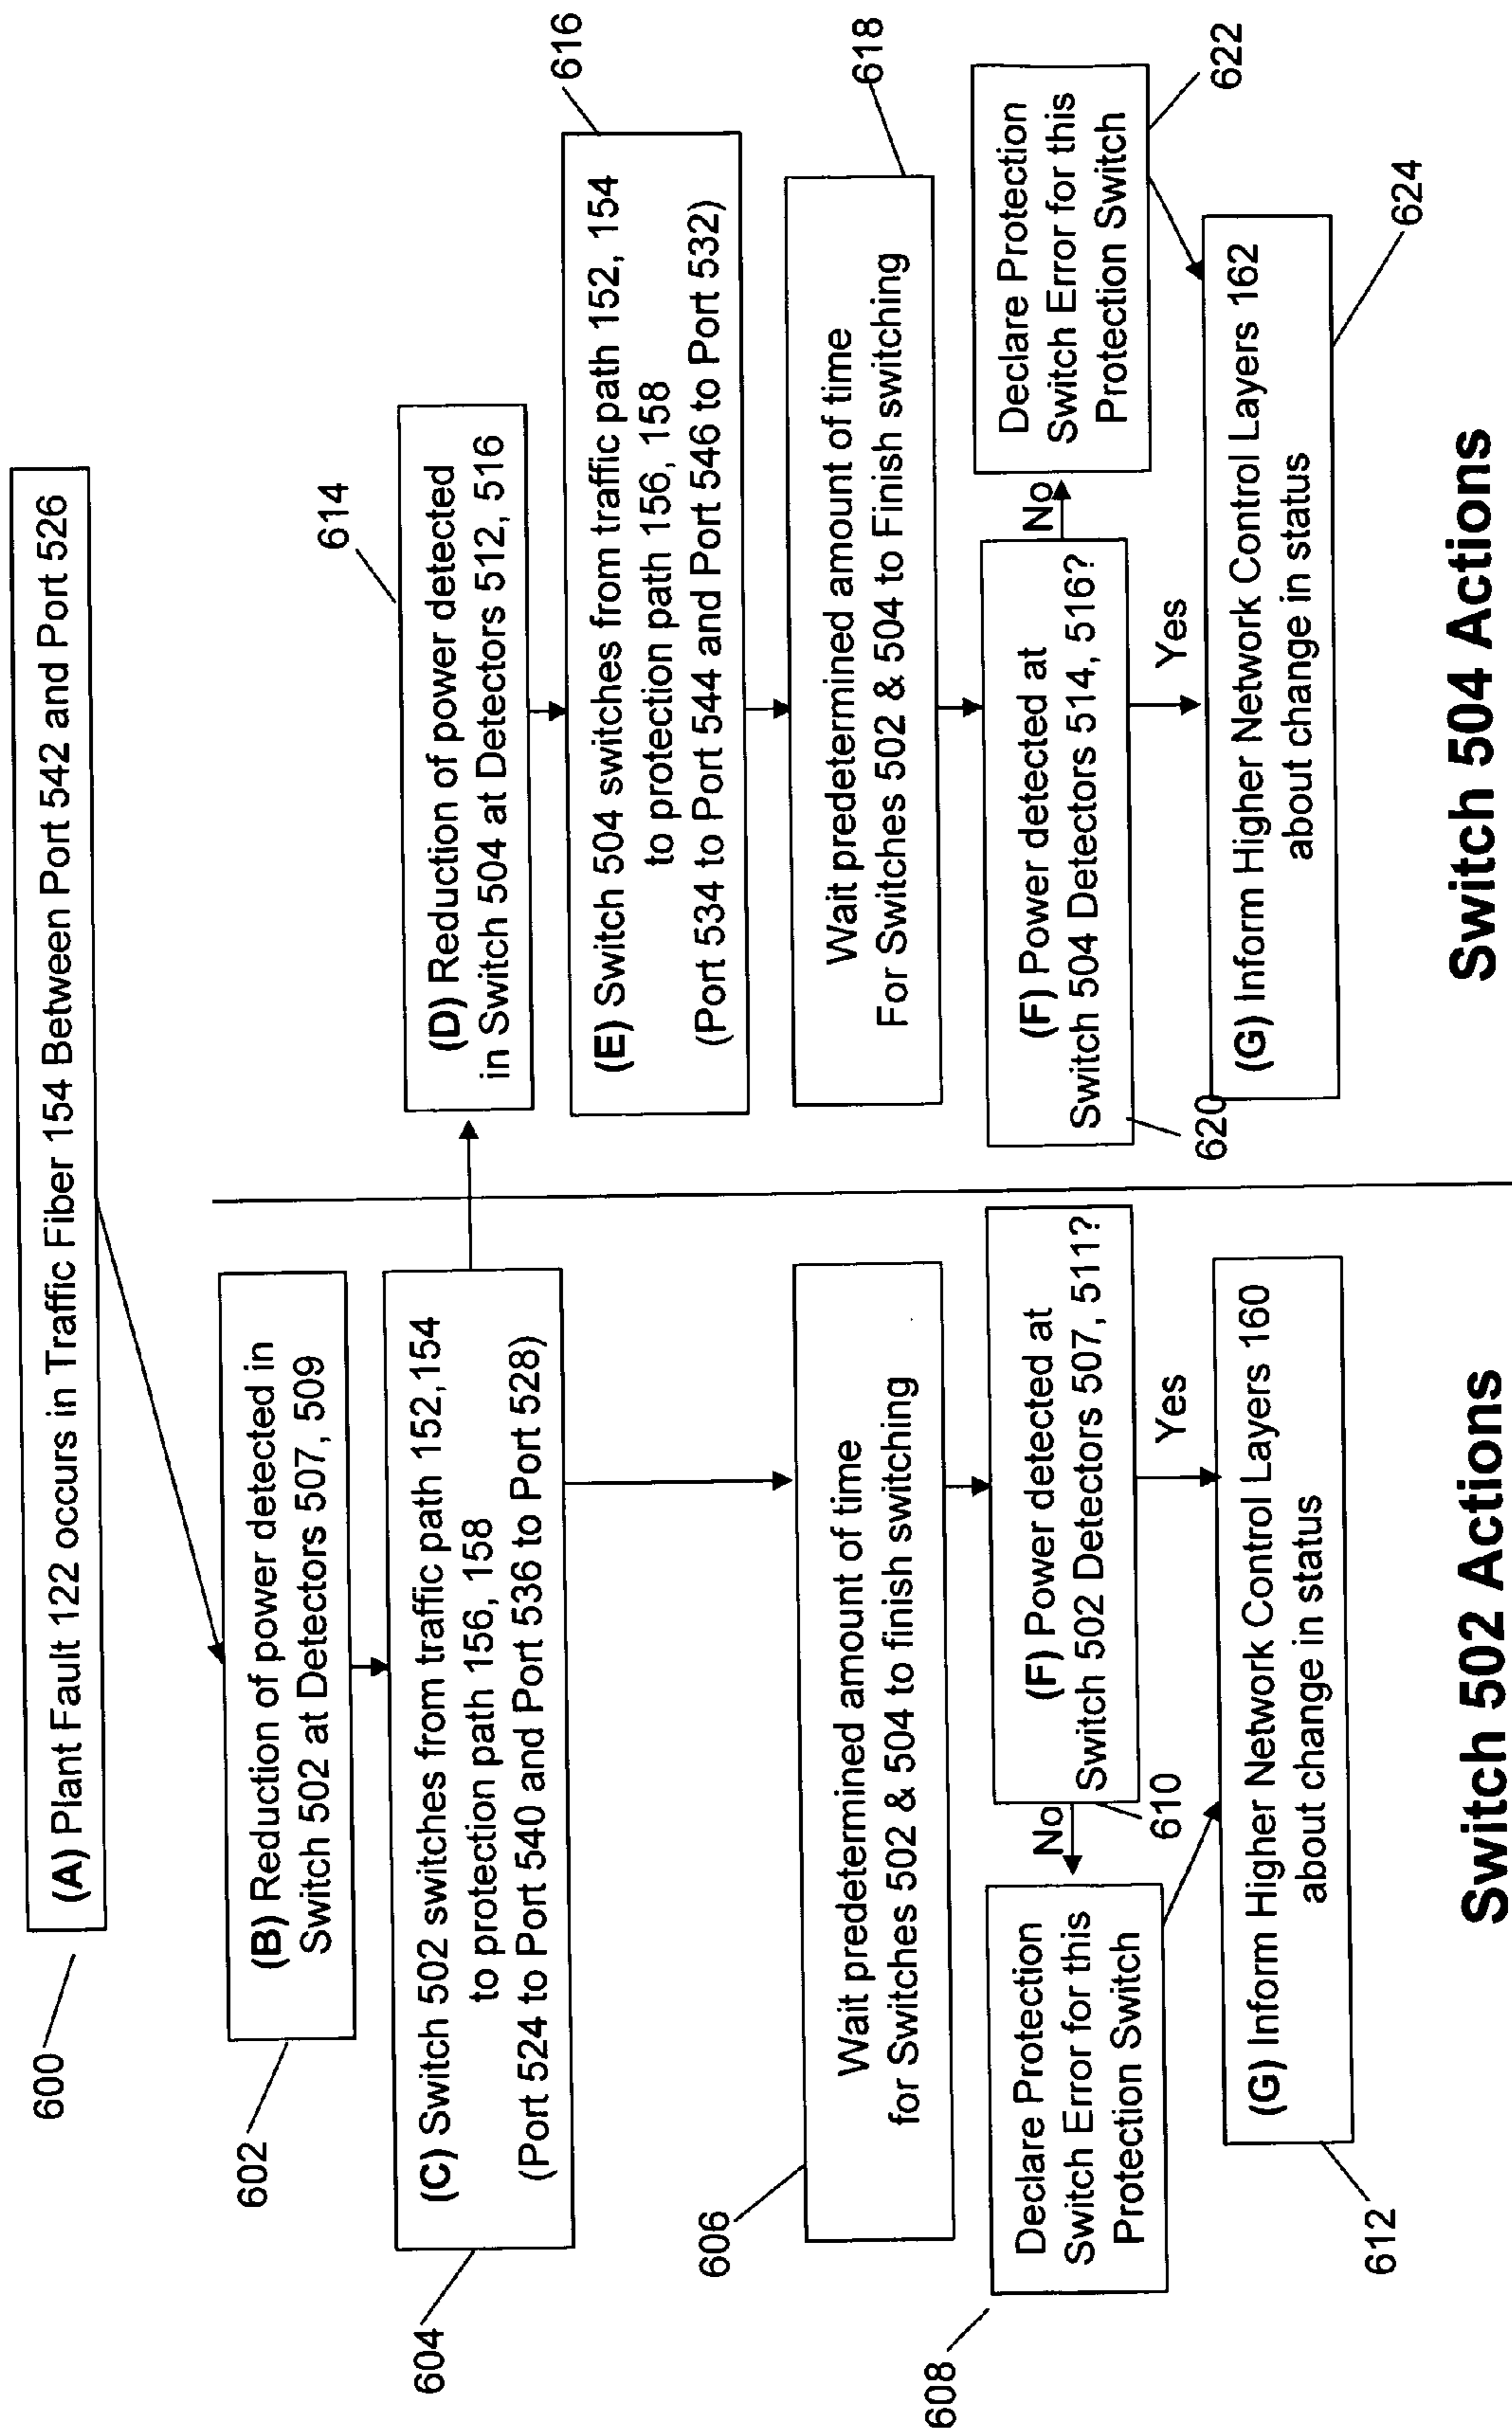 600
(A) Plant Fault 122 occurs in Traffic Fiber 154 Between Port 542 and Port 526
602
(B) Reduction of power detected in
Switch 502 at Detectors 507, 509
604
(C) Switch 502 switches from traffic path 152,154
to protection path 156, 158
(Port 524 to Port 540 and Port 536 to Port 528)
606
Wait predetermined amount of time
for Switches 502 & 504 to finish switching
(F) Power detected at
Switch 502 Detectors 507, 511?
610
No
Yes
608
Declare Protection
Switch Error for this
Protection Switch
(G) Inform Higher Network Control Layers 160
about change in status
612
Switch 502 Actions
614
(D) Reduction of power detected
in Switch 504 at Detectors 512, 516
616
(E) Switch 504 switches from traffic path 152, 154
to protection path 156, 158
(Port 534 to Port 544 and Port 546 to Port 532)
618
Wait predetermined amount of time
For Switches 502 & 504 to Finish switching
(F) Power detected at
Switch 504 Detectors 514, 516?
620
No
Yes
Declare Protection
Switch Error for this
Protection Switch
622
(G) Inform Higher Network Control Layers 162
about change in status
624
Switch 504 Actions